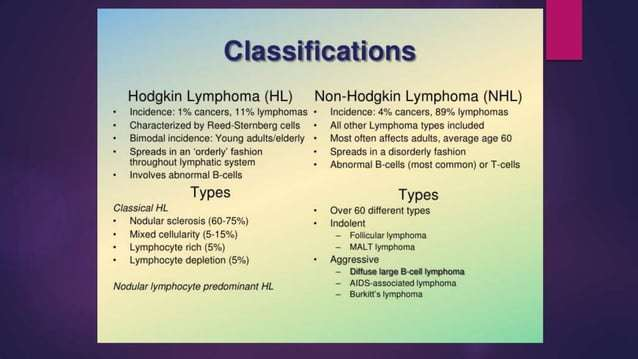 Classifications
Hodgkin Lymphoma (HL)
• Incidence: 1% cancers, 11% lymphomas
• Characterized by Reed-Sternberg cells
• Bimodal incidence: Young adults/elderly
• Spreads in an ‘orderly’ fashion
throughout lymphatic system
• Involves abnormal B-cells
Types
Classical HL
• Nodular sclerosis (60-75%)
• Mixed cellularity (5-15%)
• Lymphocyte rich (5%)
• Lymphocyte depletion (5%)
Nodular lymphocyte predominant HL
Non-Hodgkin Lymphoma (NHL)
• Incidence: 4% cancers, 89% lymphomas
• All other Lymphoma types included
• Most often affects adults, average age 60
• Spreads in a disorderly fashion
• Abnormal B-cells (most common) or T-cells
Types
• Over 60 different types
• Indolent
– Follicular lymphoma
– MALT lymphoma
• Aggressive
– Diffuse large B-cell lymphoma
– AIDS-associated lymphoma
– Burkitt’s lymphoma